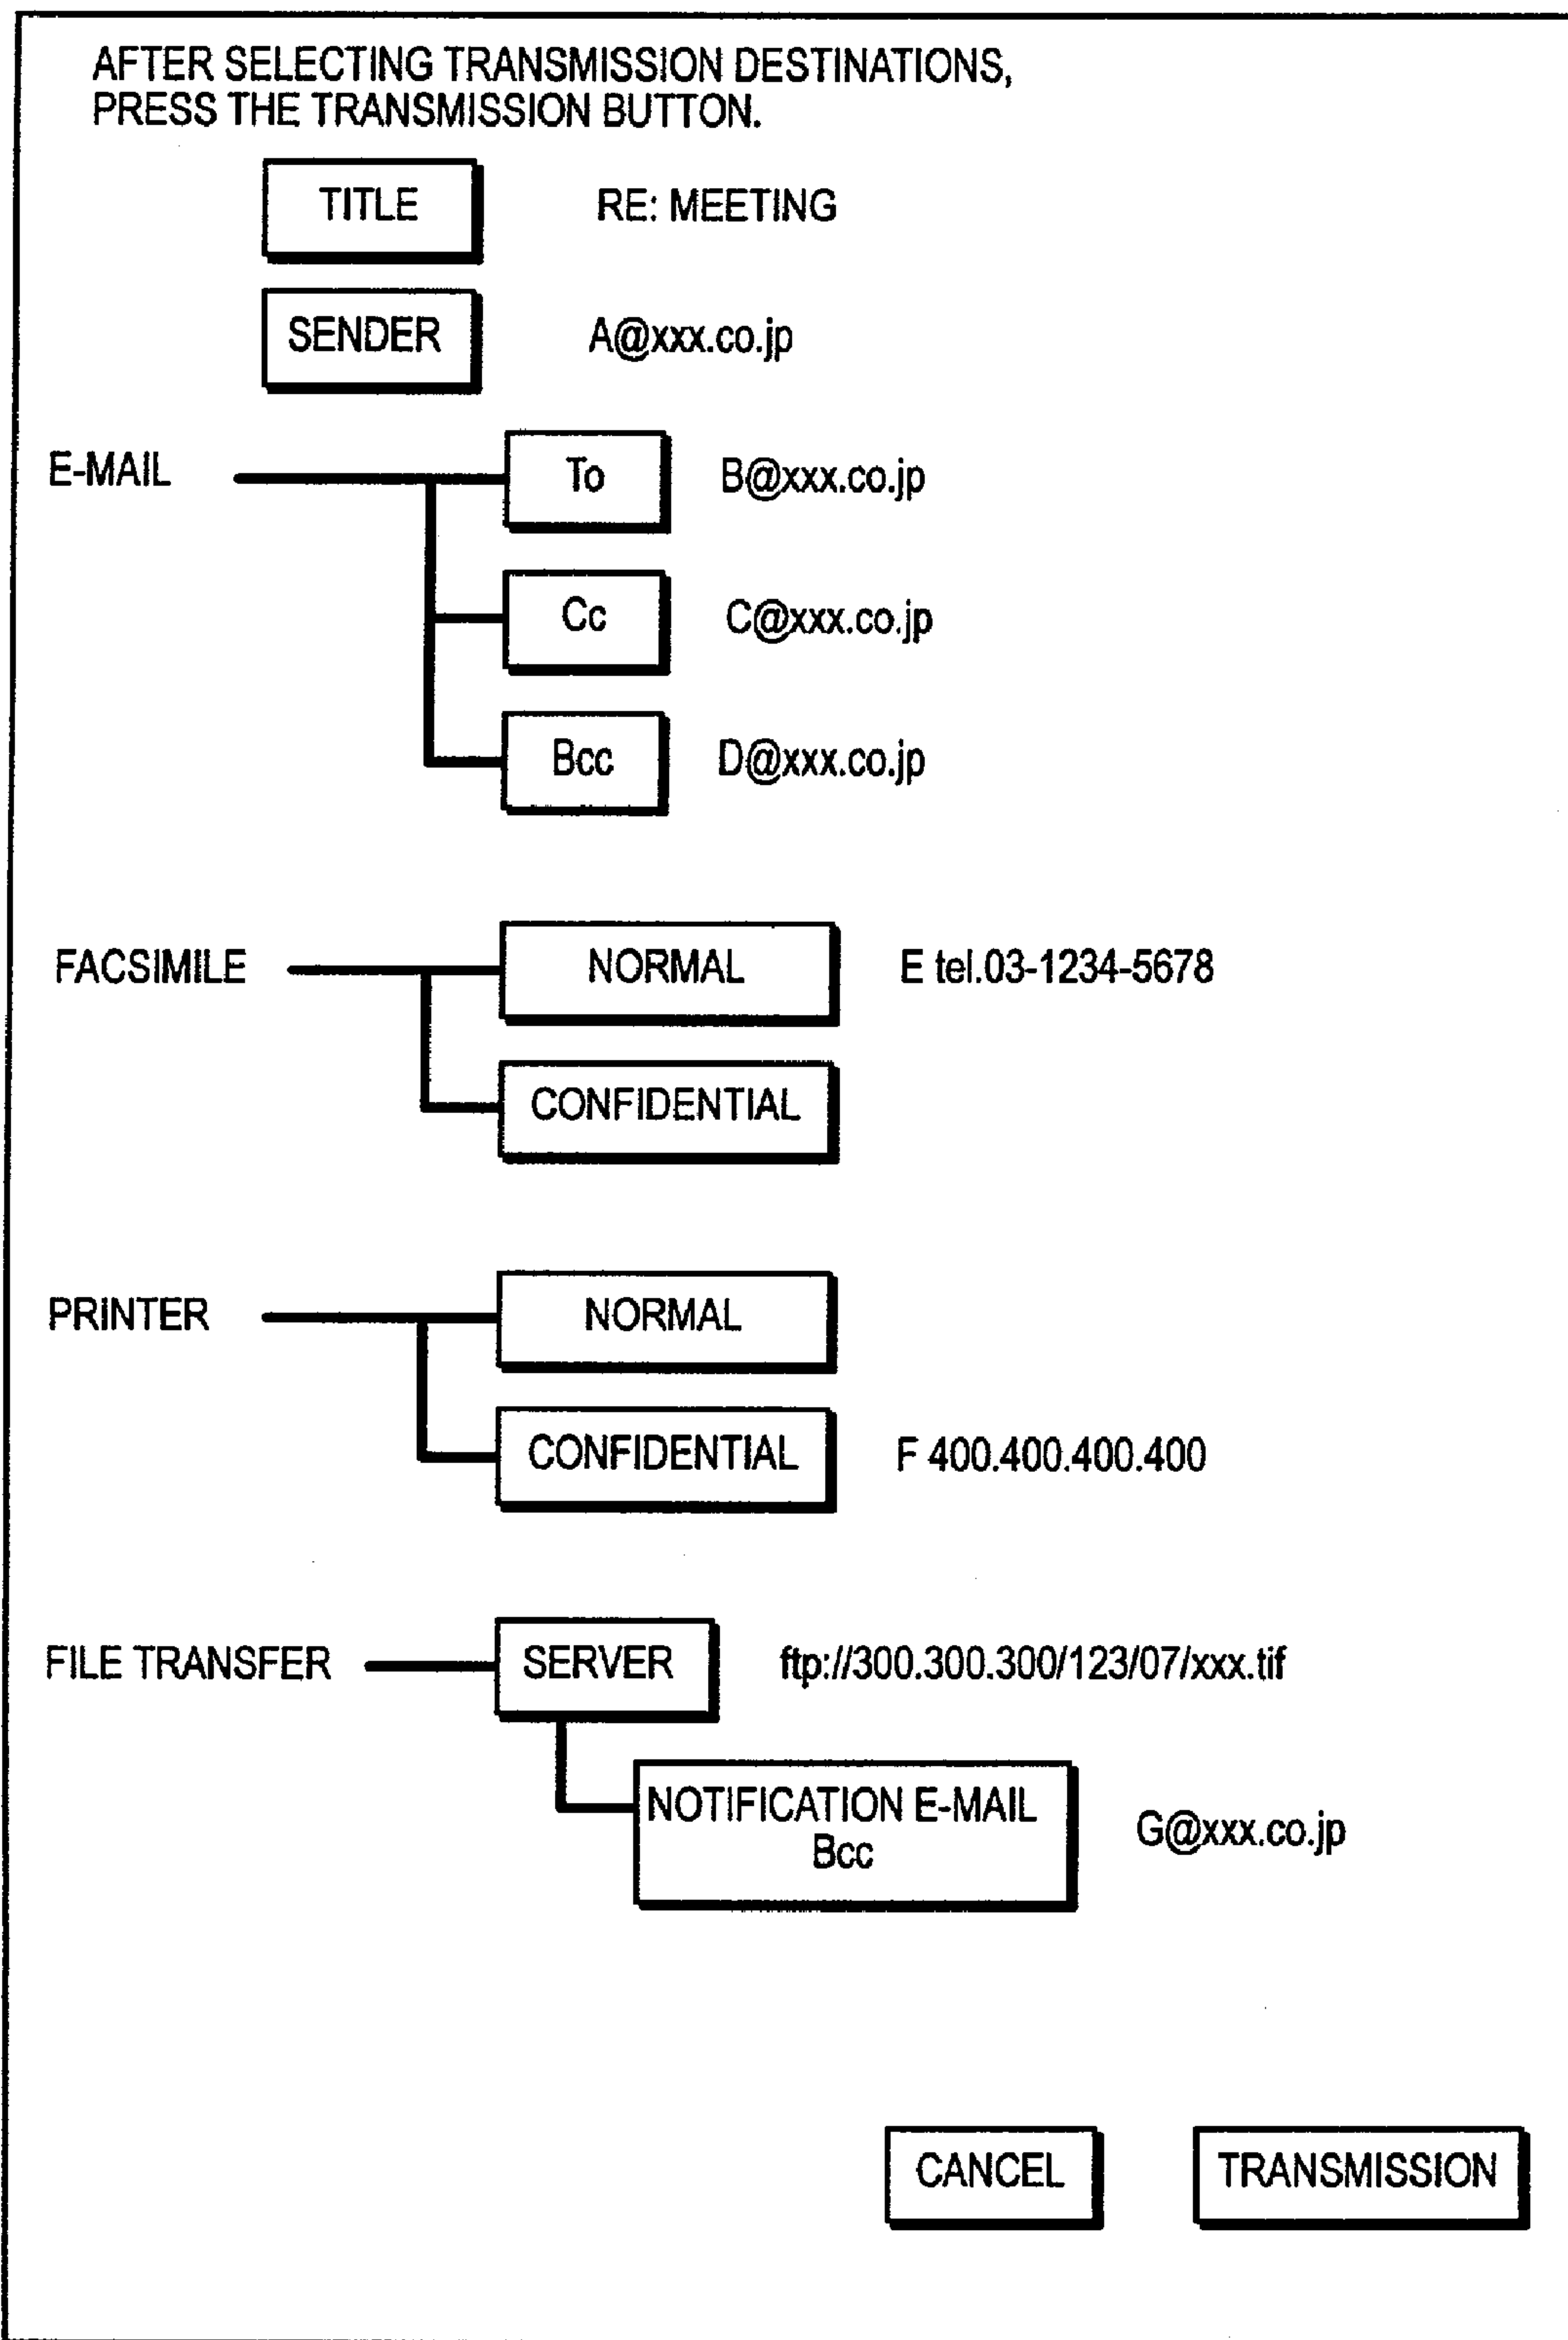 AFTER SELECTING TRANSMISSION DESTINATIONS,
PRESS THE TRANSMISSION BUTTON.
TITLE RE: MEETING
SENDER A@xxx.co.jp
E-MAIL To B@xxx.co.jp
Cc C@xxx.co.jp
Bcc D@xxx.co.jp
FACSIMILE NORMAL E tel.03-1234-5678
CONFIDENTIAL
PRINTER NORMAL
CONFIDENTIAL F 400.400.400.400
FILE TRANSFER SERVER ftp://300.300.300/123/07/xxx.tif
NOTIFICATION E-MAIL
Bcc G@xxx.co.jp
CANCEL TRANSMISSION